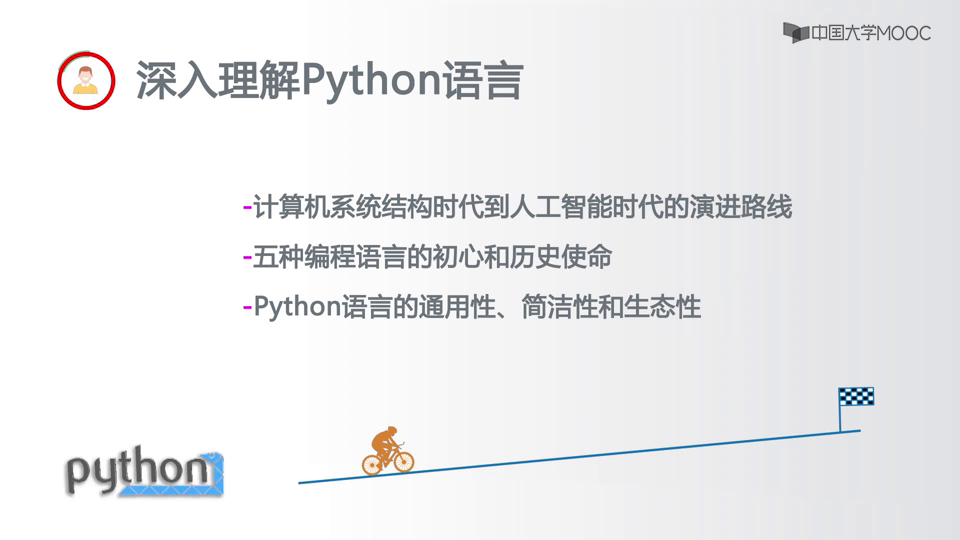 中国大学MOOC
深入理解Python语言
-计算机系统结构时代到人工智能时代的演进路线
-五种编程语言的初心和历史使命
-Python语言的通用性、简洁性和生态性
python